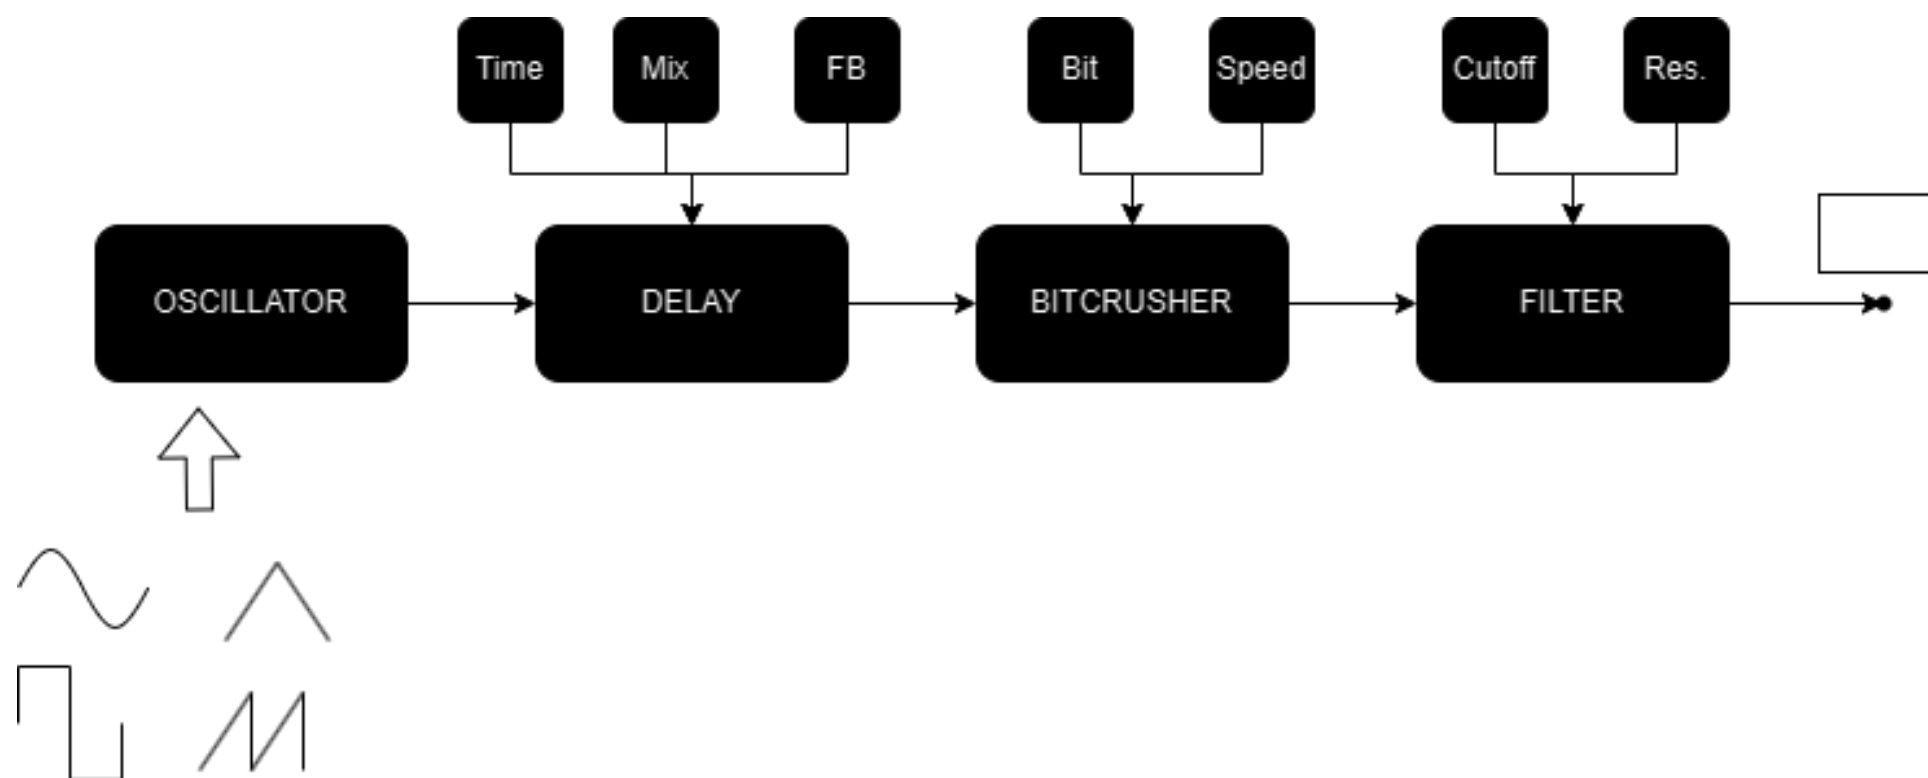 Time
Mix
FB
Bit
Speed
Cutoff
Res.
OSCILLATOR
DELAY
BITCRUSHER
FILTER